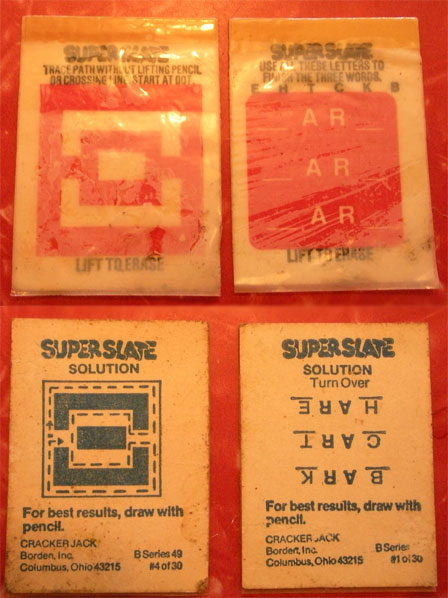 SUPER SLATE
TRACE PATH WITHOUT LIFTING PENCIL
OR CROSSING LINE. START AT DOT.
LIFT TO ERASE
SUPER SLATE
USE ALL THESE LETTERS TO
FINISH THE THREE WORDS.
E H T C K B
_ A R _
_ A R _
_ A R _
LIFT TO ERASE
SUPER SLATE
SOLUTION
For best results, draw with
pencil.
CRACKER JACK
Borden, Inc. B Series 49
Columbus, Ohio 43215 #4 of 30
SUPER SLATE
SOLUTION
Turn Over
HARE
CART
BARK
For best results, draw with
pencil.
CRACKER JACK
Borden, Inc. B Series
Columbus, Ohio 43215 #1 of 30